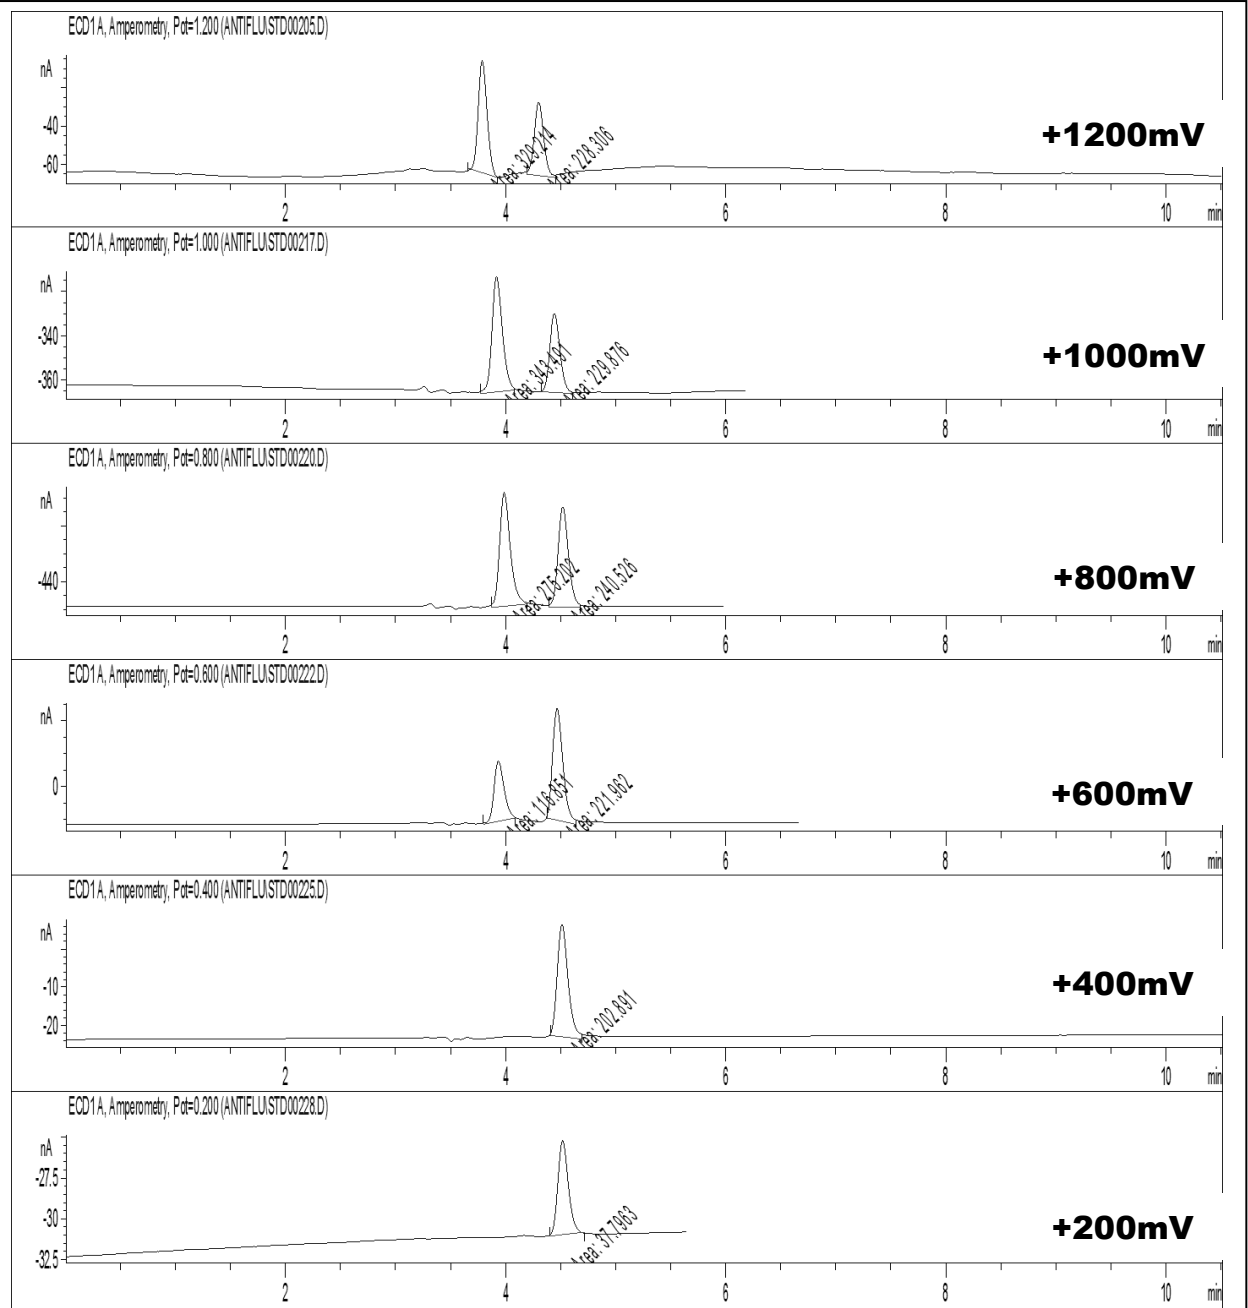 ECD1 A, Amperometry, Pot=1.200 (ANTIFLU\STD00205.D)
nA
-40
-60
Area: 329.214
Area: 228.306
+1200mV
2 4 6 8 10 min
ECD1 A, Amperometry, Pot=1.000 (ANTIFLU\STD00217.D)
nA
-340
-360
Area: 343.491
Area: 229.876
+1000mV
2 4 6 8 10 min
ECD1 A, Amperometry, Pot=0.800 (ANTIFLU\STD00220.D)
nA
-440
Area: 275.202
Area: 240.526
+800mV
2 4 6 8 10 min
ECD1 A, Amperometry, Pot=0.600 (ANTIFLU\STD00222.D)
nA
0
Area: 116.851
Area: 221.962
+600mV
2 4 6 8 10 min
ECD1 A, Amperometry, Pot=0.400 (ANTIFLU\STD00225.D)
nA
-10
-20
Area: 202.891
+400mV
2 4 6 8 10 min
ECD1 A, Amperometry, Pot=0.200 (ANTIFLU\STD00228.D)
nA
-27.5
-30
-32.5
Area: 37.7963
+200mV
2 4 6 8 10 min